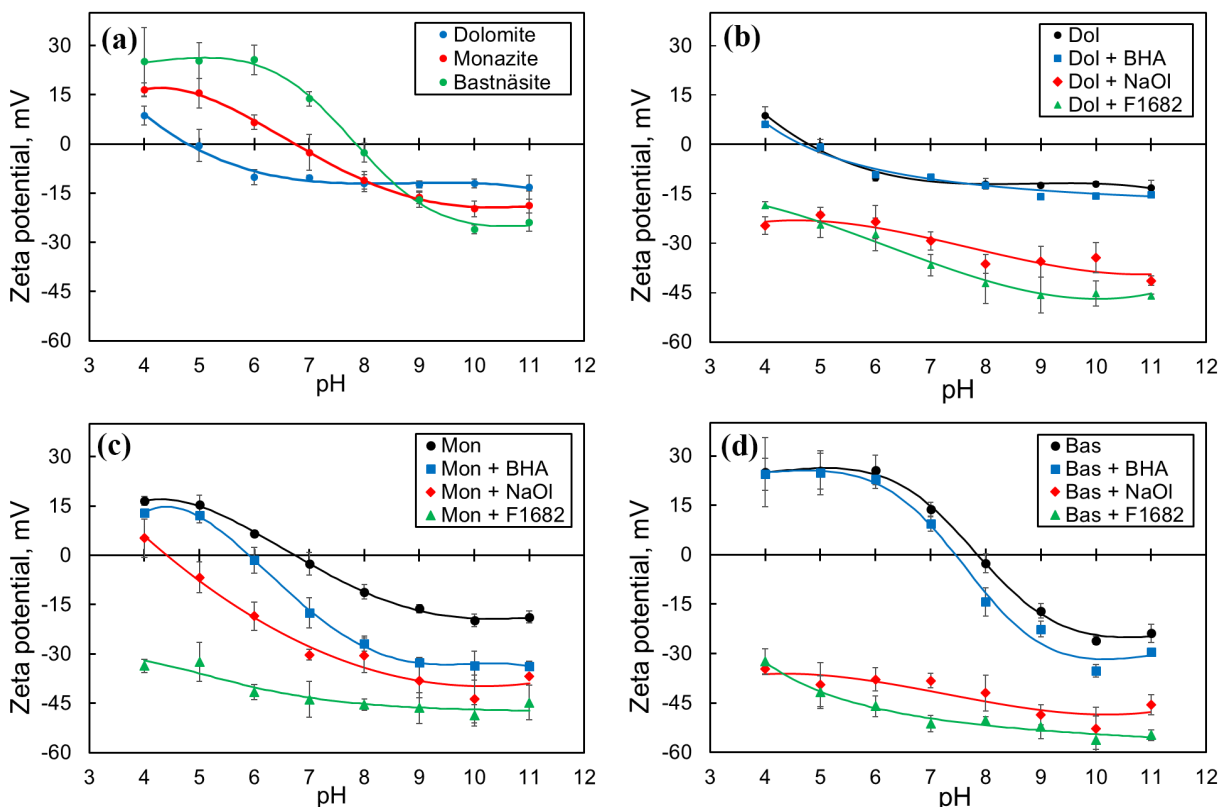 (a)
Dolomite
Monazite
Bastnäsite
Zeta potential, mV
30
15
0
-15
-30
-45
-60
3 4 5 6 7 8 9 10 11 12
pH
(b)
Dol
Dol + BHA
Dol + NaOl
Dol + F1682
Zeta potential, mV
30
15
0
-15
-30
-45
-60
3 4 5 6 7 8 9 10 11 12
pH
(c)
Mon
Mon + BHA
Mon + NaOl
Mon + F1682
Zeta potential, mV
30
15
0
-15
-30
-45
-60
3 4 5 6 7 8 9 10 11 12
pH
(d)
Bas
Bas + BHA
Bas + NaOl
Bas + F1682
Zeta potential, mV
30
15
0
-15
-30
-45
-60
3 4 5 6 7 8 9 10 11 12
pH